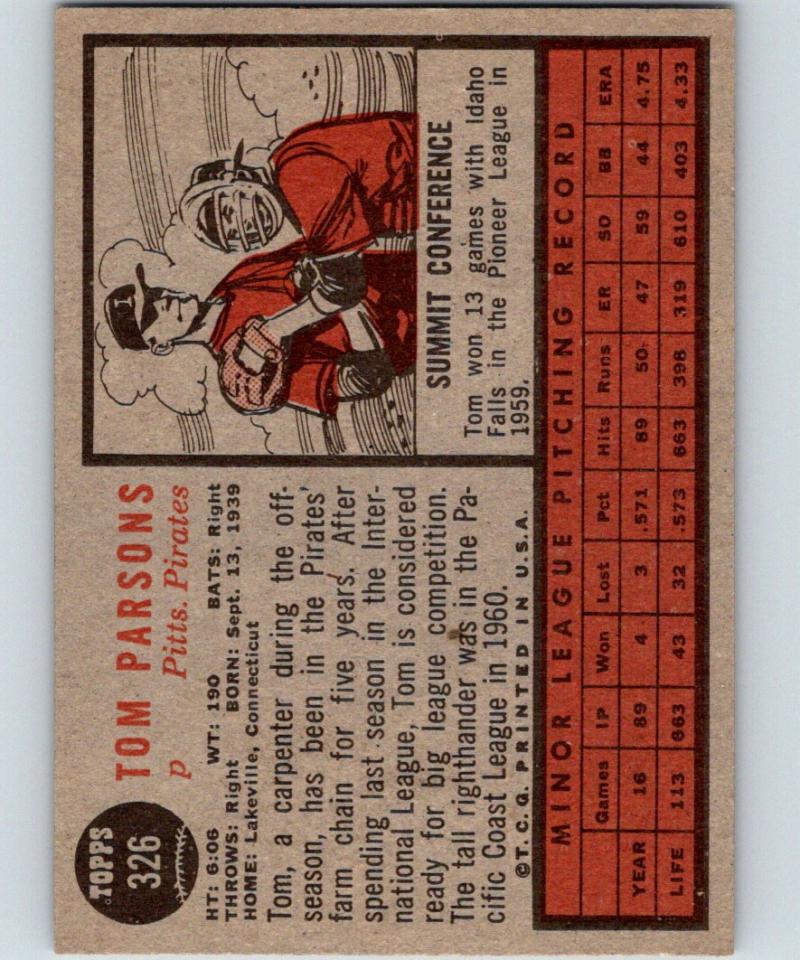 TOPPS
326
TOM PARSONS
p Pitts. Pirates
HT: 6:06 WT: 190 BATS: Right
THROWS: Right BORN: Sept. 13, 1939
HOME: Lakeville, Connecticut
Tom, a carpenter during the off-
season, has been in the Pirates'
farm chain for five years. After
spending last season in the Inter-
national League, Tom is considered
ready for big league competition.
The tall righthander was in the Pa-
cific Coast League in 1960.
©T.C.G. PRINTED IN U.S.A.
I
SUMMIT CONFERENCE
Tom won 13 games with Idaho
Falls in the Pioneer League in
1959.
MINOR LEAGUE PITCHING RECORD
Games IP Won Lost Pct Hits Runs ER SO BB ERA
YEAR 16 89 4 3 .571 89 50 47 59 44 4.75
LIFE 113 663 43 32 .573 663 398 319 610 403 4.33